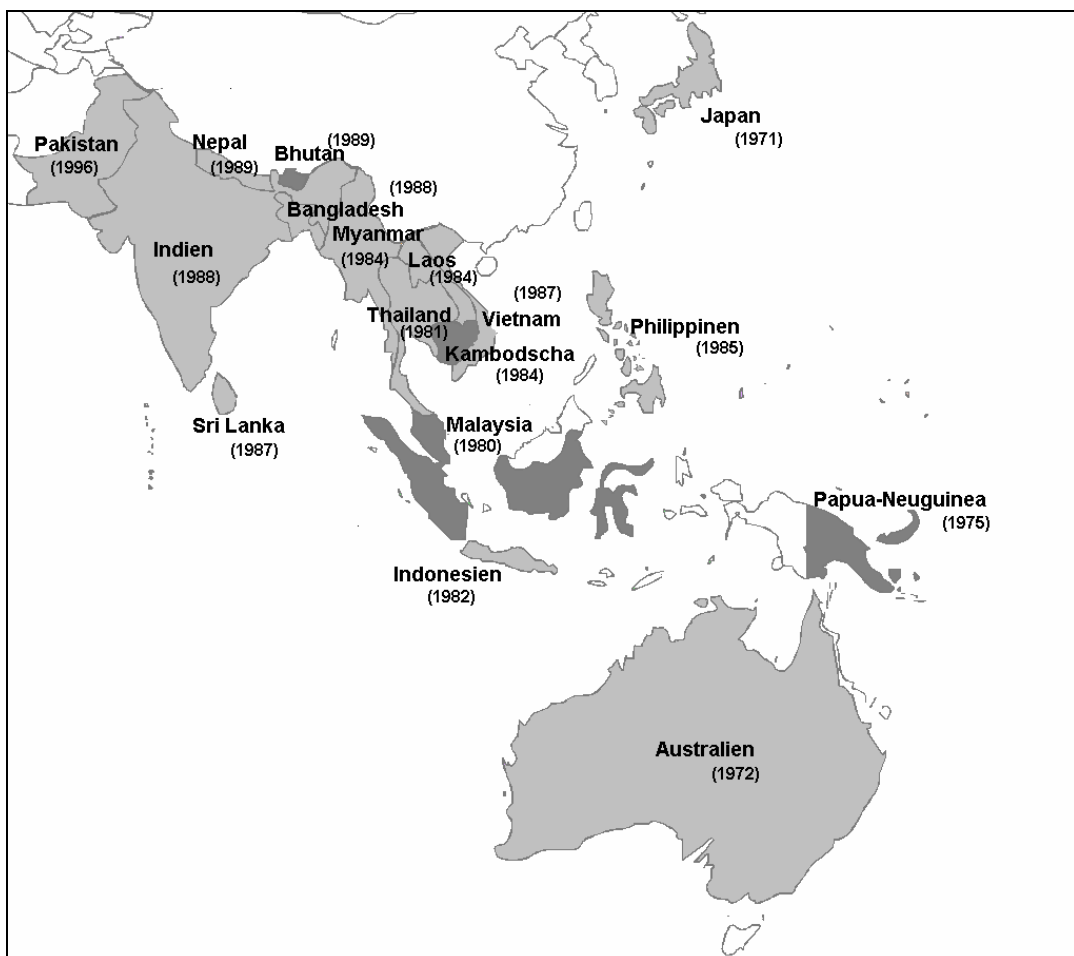 Japan
(1971)
Pakistan
(1996)
Nepal
(1989)
Bhutan
(1989)
(1988)
Bangladesh
Myanmar
(1984)
Indien
(1988)
Laos
(1984)
(1987)
Vietnam
Thailand
(1981)
Kambodscha
(1984)
Philippinen
(1985)
Sri Lanka
(1987)
Malaysia
(1980)
Papua-Neuguinea
(1975)
Indonesien
(1982)
Australien
(1972)